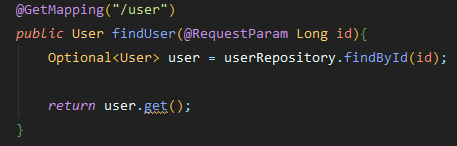 @GetMapping("/user")
public User findUser(@RequestParam Long id){
Optional<User> user = userRepository.findById(id);
return user.get();
}